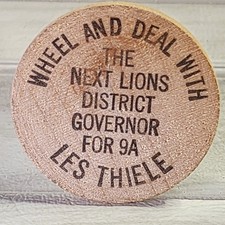 WHEEL AND DEAL WITH
THE
NEXT LIONS
DISTRICT
GOVERNOR
FOR 9A
LES THIELE